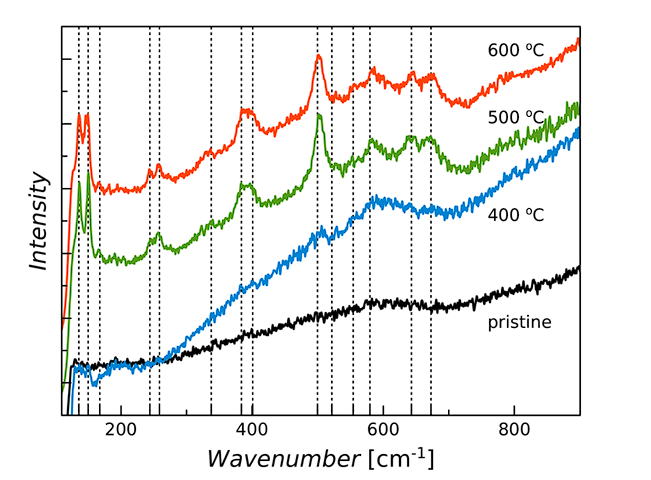 600 ºC
500 ºC
400 ºC
pristine
Intensity
200 400 600 800
Wavenumber [cm⁻¹]